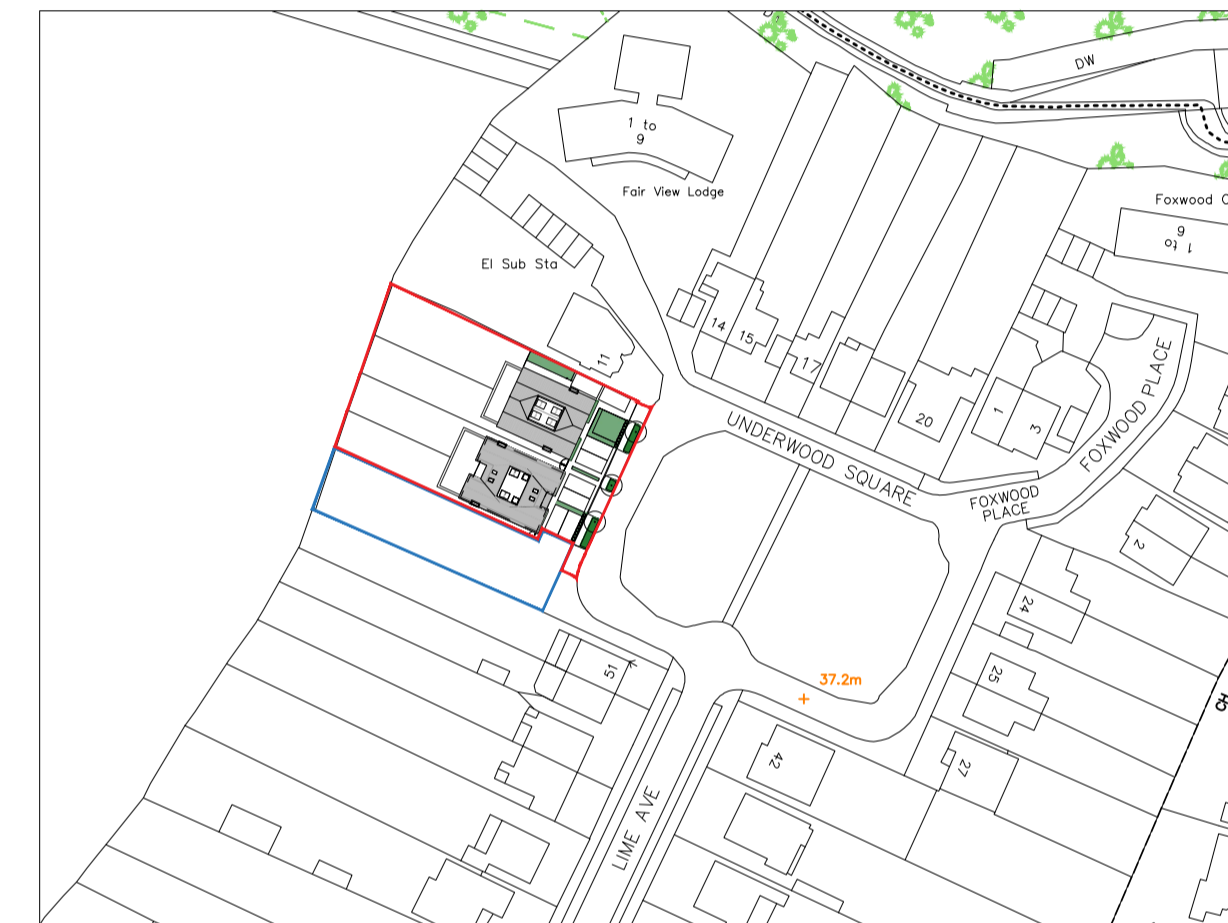 DW
1 to
9
Fair View Lodge
Foxwood
1 to
6
El Sub Sta
14
15
17
11
20
1
3
UNDERWOOD SQUARE
FOXWOOD PLACE
FOXWOOD
PLACE
2
24
25
27
51
37.2m
42
LIME AVE